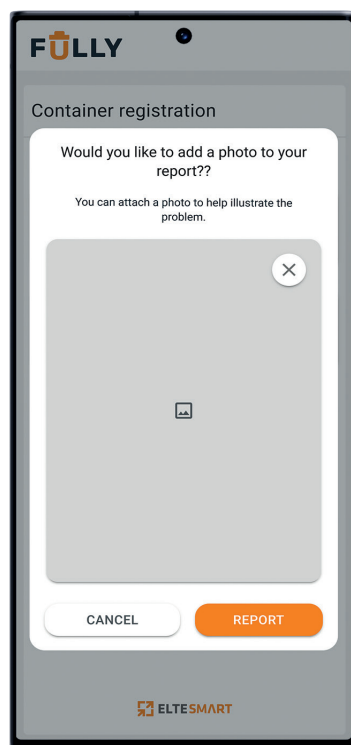 FULLY
Container registration
Would you like to add a photo to your
report??
You can attach a photo to help illustrate the
problem.
CANCEL
REPORT
ELTESMART